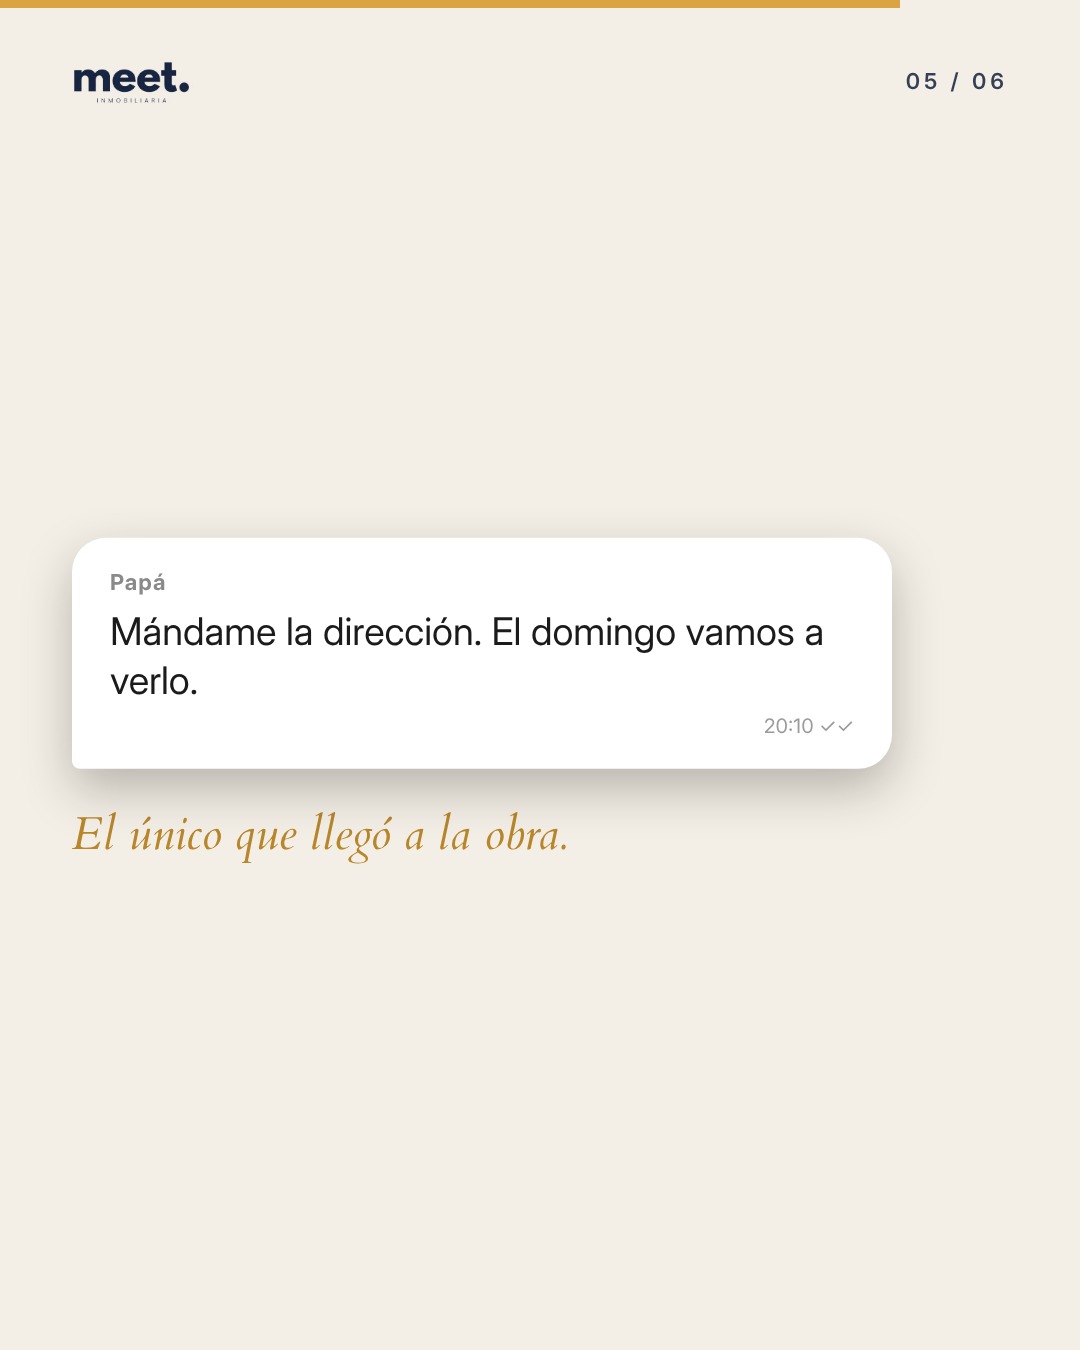 meet.
INMOBILIARIA
05 / 06
Papá
Mándame la dirección. El domingo vamos a
verlo.
20:10 ✓✓
El único que llegó a la obra.